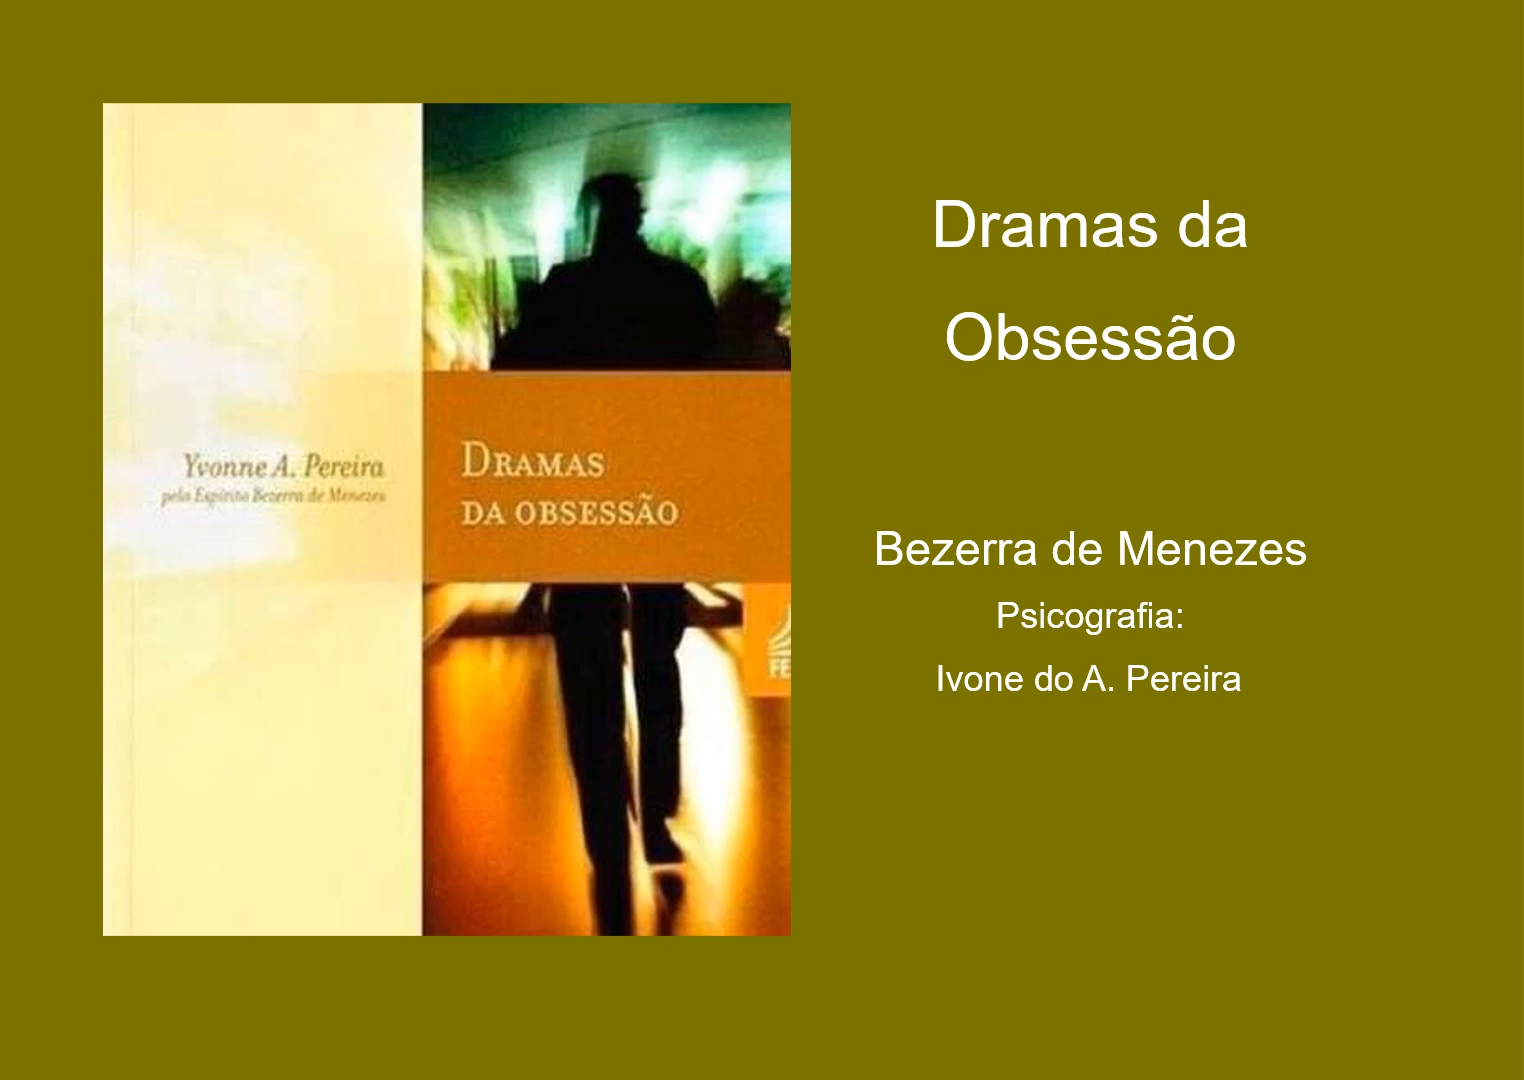 Yvonne A. Pereira
pelo Espírito Bezerra de Menezes
DRAMAS
DA OBSESSÃO
FE
Dramas da
Obsessão
Bezerra de Menezes
Psicografia:
Ivone do A. Pereira